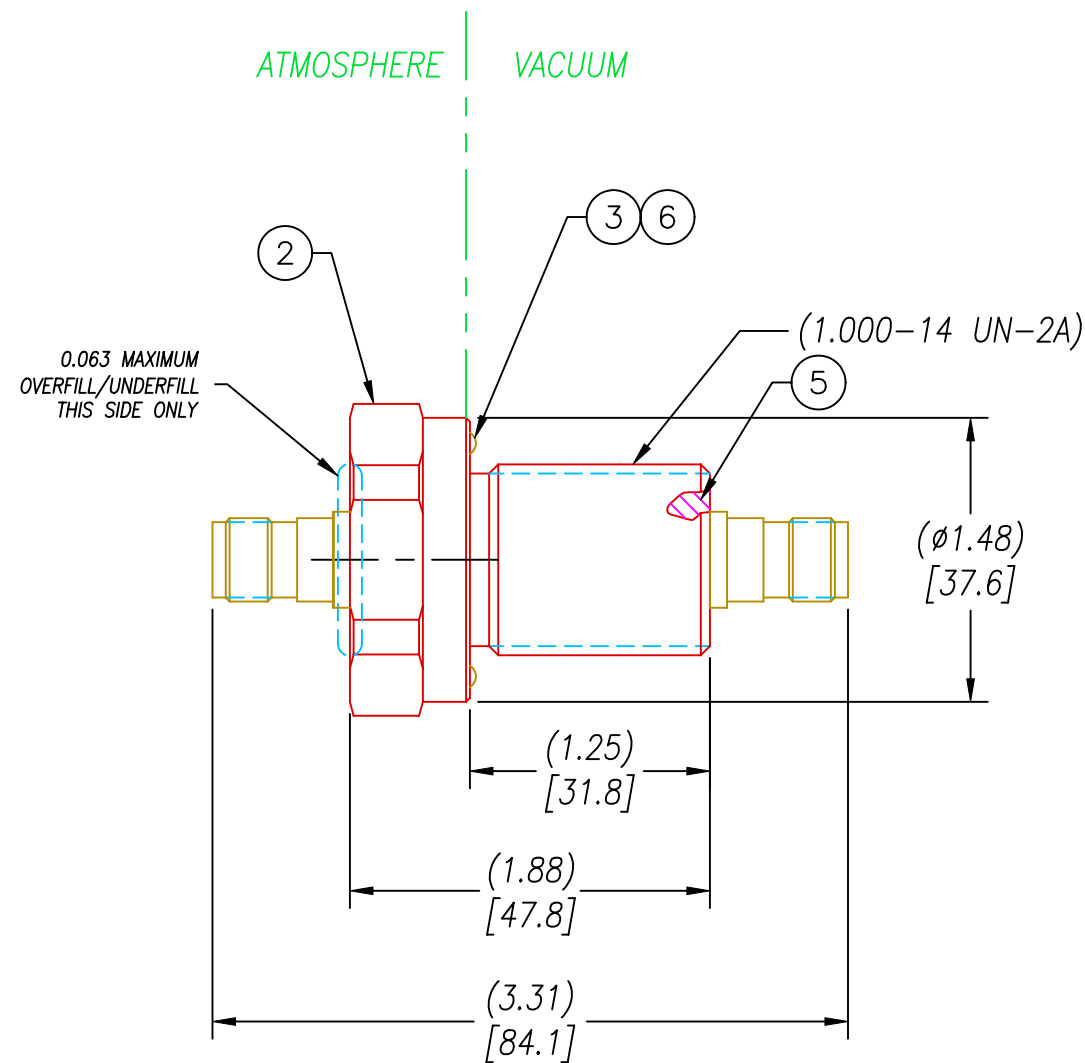 ATMOSPHERE VACUUM
3 6
2
(1.000-14 UN-2A)
0.063 MAXIMUM
OVERFILL/UNDERFILL
THIS SIDE ONLY
5
(ø1.48)
[37.6]
(1.25)
[31.8]
(1.88)
[47.8]
(3.31)
[84.1]